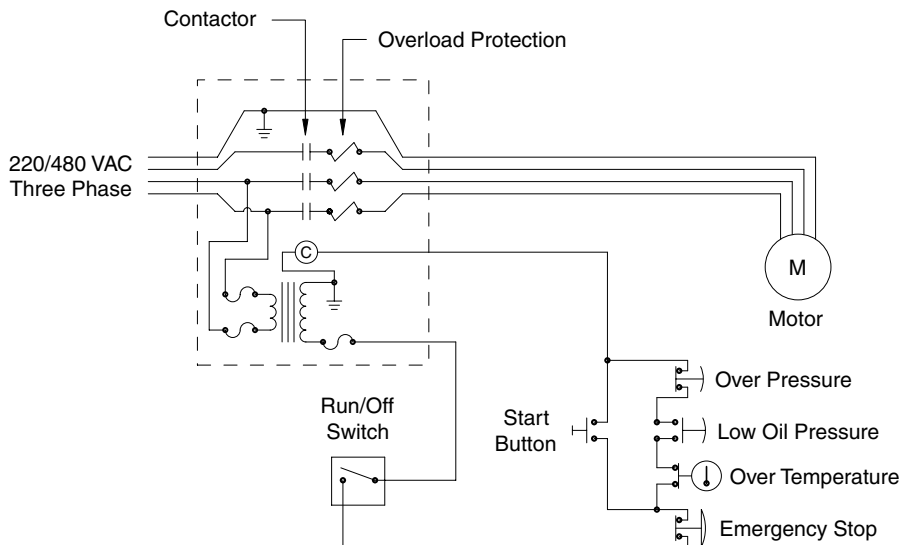 Contactor
Overload Protection
220/480 VAC
Three Phase
C
M
Motor
Over Pressure
Run/Off
Switch
Start
Button
Low Oil Pressure
Over Temperature
Emergency Stop